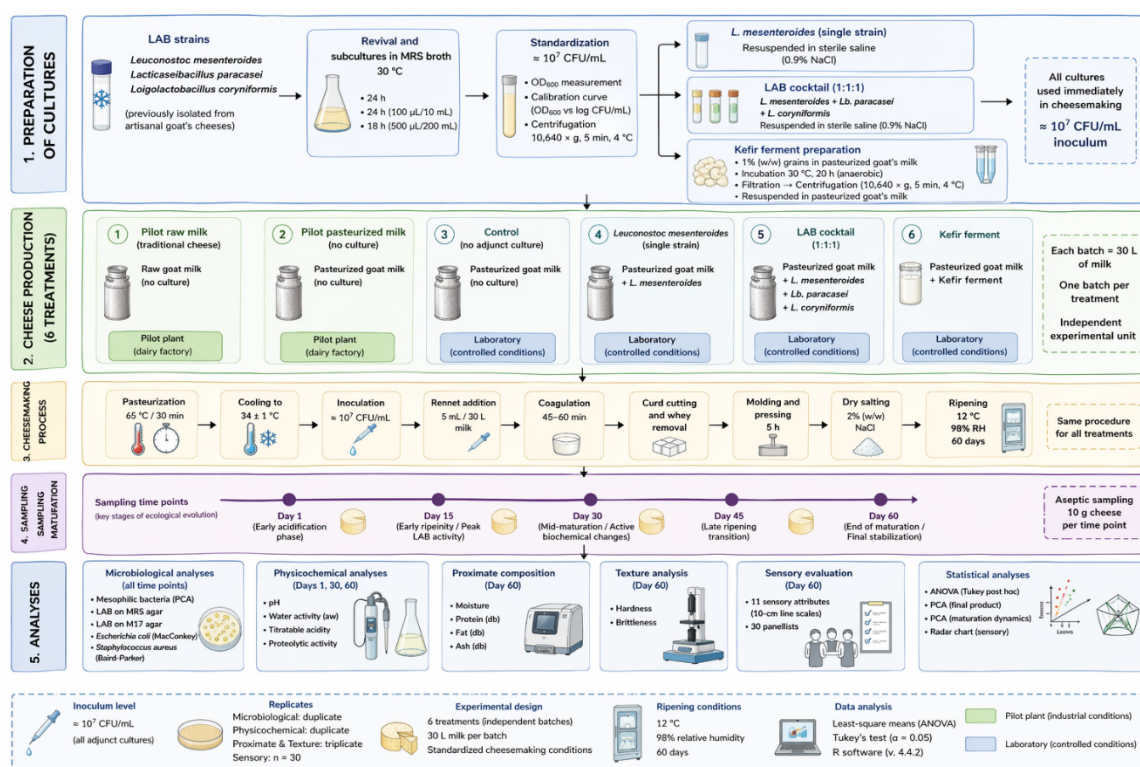 1. PREPARATION
OF CULTURES
LAB strains
Leuconostoc mesenteroides
Lacticaseibacillus paracasei
Loigolactobacillus coryniformis
(previously isolated
from artisanal goat's cheeses)
Revival and
subcultures in MRS broth
30 °C
• 24 h
• 24 h (100 µL/10 mL)
• 18 h (500 µL/200 mL)
Standardization
≈ 10⁷ CFU/mL
• OD₆₀₀ measurement
• Calibration curve
(OD₆₀₀ vs log CFU/mL)
• Centrifugation
10,640 × g, 5 min, 4 °C
L. mesenteroides (single strain)
Resuspended in sterile saline
(0.9% NaCl)
LAB cocktail (1:1:1)
L. mesenteroides + Lb. paracasei
+ L. coryniformis
Resuspended in sterile saline (0.9% NaCl)
Kefir ferment preparation
• 1% (w/w) grains in pasteurized goat's milk
• Incubation 30 °C, 20 h (anaerobic)
• Filtration → Centrifugation (10,640 × g, 5 min, 4 °C)
• Resuspended in pasteurized goat's milk
All cultures
used immediately
in cheesemaking
≈ 10⁷ CFU/mL
inoculum
2. CHEESE PRODUCTION
(6 TREATMENTS)
1
Pilot raw milk
(traditional cheese)
Raw goat milk
(no culture)
Pilot plant
(dairy factory)
2
Pilot pasteurized milk
(no culture)
Pasteurized goat milk
(no culture)
Pilot plant
(dairy factory)
3
Control
(no adjunct culture)
Pasteurized goat milk
(no culture)
Laboratory
(controlled conditions)
4
Leuconostoc mesenteroides
(single strain)
Pasteurized goat milk
+ L. mesenteroides
Laboratory
(controlled conditions)
5
LAB cocktail
(1:1:1)
Pasteurized goat milk
+ L. mesenteroides
+ Lb. paracasei
+ L. coryniformis
Laboratory
(controlled conditions)
6
Kefir ferment
Pasteurized goat milk
+ Kefir ferment
Laboratory
(controlled conditions)
Each batch = 30 L
of milk
One batch per
treatment
Independent
experimental unit
3. CHEESEMAKING
PROCESS
Pasteurization
65 °C / 30 min
Cooling to
34 ± 1 °C
Inoculation
≈ 10⁷ CFU/mL
Rennet addition
5 mL / 30 L
milk
Coagulation
45–60 min
Curd cutting
and whey
removal
Molding and
pressing
5 h
Dry salting
2% (w/w)
NaCl
Ripening
12 °C
98% RH
60 days
Same procedure
for all treatments
4. SAMPLING
SAMPLING
MATUFATION
Sampling time points
(key stages of ecological evolution)
Day 1
(Early acidification
phase)
Day 15
(Early ripeinity / Peak
LAB activity)
Day 30
(Mid-maturation / Active
biochemical changes)
Day 45
(Late ripening
transition)
Day 60
(End of maturation /
Final stabilization)
Aseptic sampling
10 g cheese
per time point
5. ANALYSES
Microbiological analyses
(all time points)
• Mesophilic bacteria (PCA)
• LAB on MRS agar
• LAB on M17 agar
• Escherichia coli (MacConkey)
• Staphylococcus aureus
(Baird-Parker)
Physicochemical analyses
(Days 1, 30, 60)
• pH
• Water activity (aw)
• Titratable acidity
• Proteolytic activity
Proximate composition
(Day 60)
• Moisture
• Protein (db)
• Fat (db)
• Ash (db)
Texture analysis
(Day 60)
• Hardness
• Brittleness
Sensory evaluation
(Day 60)
• 11 sensory attributes
(10-cm line scales)
• 30 panellists
Statistical analyses
• ANOVA (Tukey post hoc)
• PCA (final product)
• PCA (maturation dynamics)
• Radar chart (sensory)
Inoculum level
≈ 10⁷ CFU/mL
(all adjunct cultures)
Replicates
Microbiological: duplicate
Physicochemical: duplicate
Proximate & Texture: triplicate
Sensory: n = 30
Experimental design
6 treatments (independent batches)
30 L milk per batch
Standardized cheesemaking conditions
Ripening conditions
12 °C
98% relative humidity
60 days
Data analysis
Least-square means (ANOVA)
Tukey's test (α = 0.05)
R software (v. 4.4.2)
Pilot plant (industrial conditions)
Laboratory (controlled conditions)